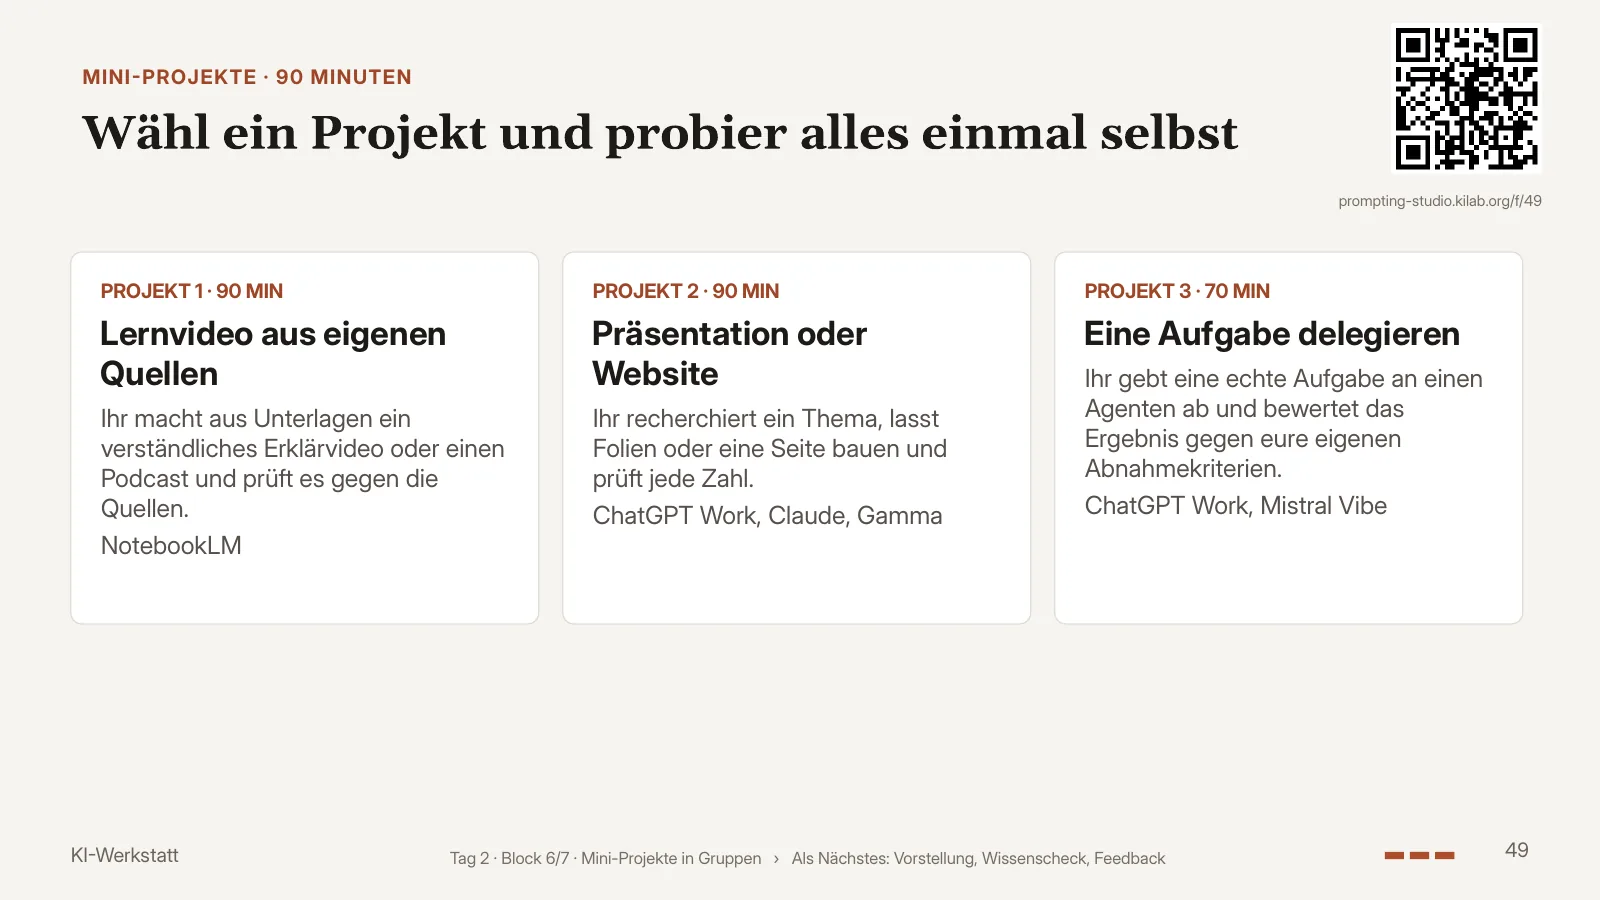 MINI-PROJEKTE · 90 MINUTEN
Wähl ein Projekt und probier alles einmal selbst
prompting-studio.kilab.org/f/49
PROJEKT 1 · 90 MIN
Lernvideo aus eigenen
Quellen
Ihr macht aus Unterlagen ein
verständliches Erklärvideo oder einen
Podcast und prüft es gegen die
Quellen.
NotebookLM
PROJEKT 2 · 90 MIN
Präsentation oder
Website
Ihr recherchiert ein Thema, lasst
Folien oder eine Seite bauen und
prüft jede Zahl.
ChatGPT Work, Claude, Gamma
PROJEKT 3 · 70 MIN
Eine Aufgabe delegieren
Ihr gebt eine echte Aufgabe an einen
Agenten ab und bewertet das
Ergebnis gegen eure eigenen
Abnahmekriterien.
ChatGPT Work, Mistral Vibe
KI-Werkstatt
Tag 2 · Block 6/7 · Mini-Projekte in Gruppen › Als Nächstes: Vorstellung, Wissenscheck, Feedback
49